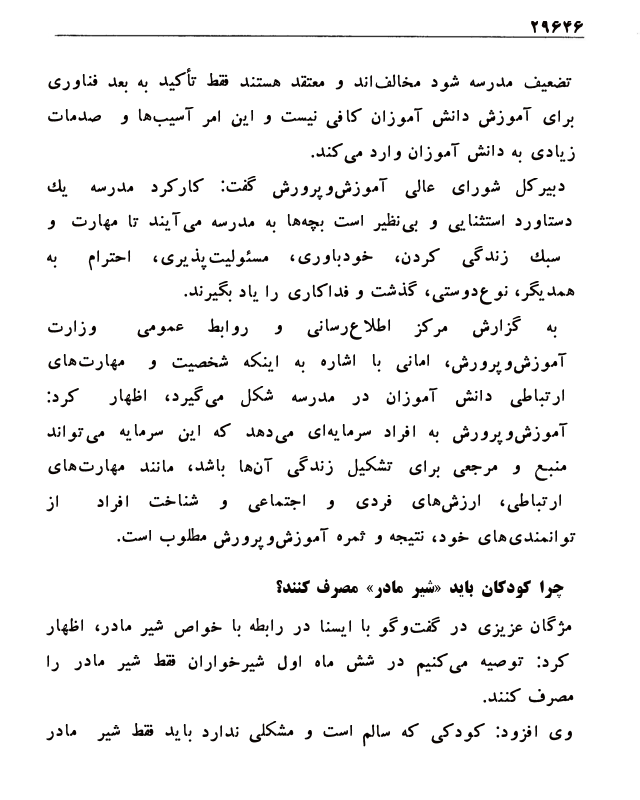 ۲۹۶۴۶
تضعیف مدرسه شود مخالف‌اند و معتقد هستند فقط تأکید به بعد فناوری
برای آموزش دانش آموزان کافی نیست و این امر آسیب‌ها و صدمات
زیادی به دانش آموزان وارد می‌کند.
دبیرکل شورای عالی آموزش‌وپرورش گفت: کارکرد مدرسه یك
دستاورد استثنایی و بی‌نظیر است بچه‌ها به مدرسه می‌آیند تا مهارت و
سبك زندگی کردن، خودباوری، مسئولیت‌پذیری، احترام به
همدیگر، نوع‌دوستی، گذشت و فداکاری را یاد بگیرند.
به گزارش مرکز اطلاع‌رسانی و روابط عمومی وزارت
آموزش‌وپرورش، امانی با اشاره به اینکه شخصیت و مهارت‌های
ارتباطی دانش آموزان در مدرسه شکل می‌گیرد، اظهار کرد:
آموزش‌وپرورش به افراد سرمایه‌ای می‌دهد که این سرمایه می‌تواند
منبع و مرجعی برای تشکیل زندگی آن‌ها باشد، مانند مهارت‌های
ارتباطی، ارزش‌های فردی و اجتماعی و شناخت افراد از
توانمندی‌های خود، نتیجه و ثمره آموزش‌وپرورش مطلوب است.
چرا کودکان باید «شیر مادر» مصرف کنند؟
مژگان عزیزی در گفت‌وگو با ایسنا در رابطه با خواص شیر مادر، اظهار
کرد: توصیه می‌کنیم در شش ماه اول شیرخواران فقط شیر مادر را
مصرف کنند.
وی افزود: کودکی که سالم است و مشکلی ندارد باید فقط شیر مادر